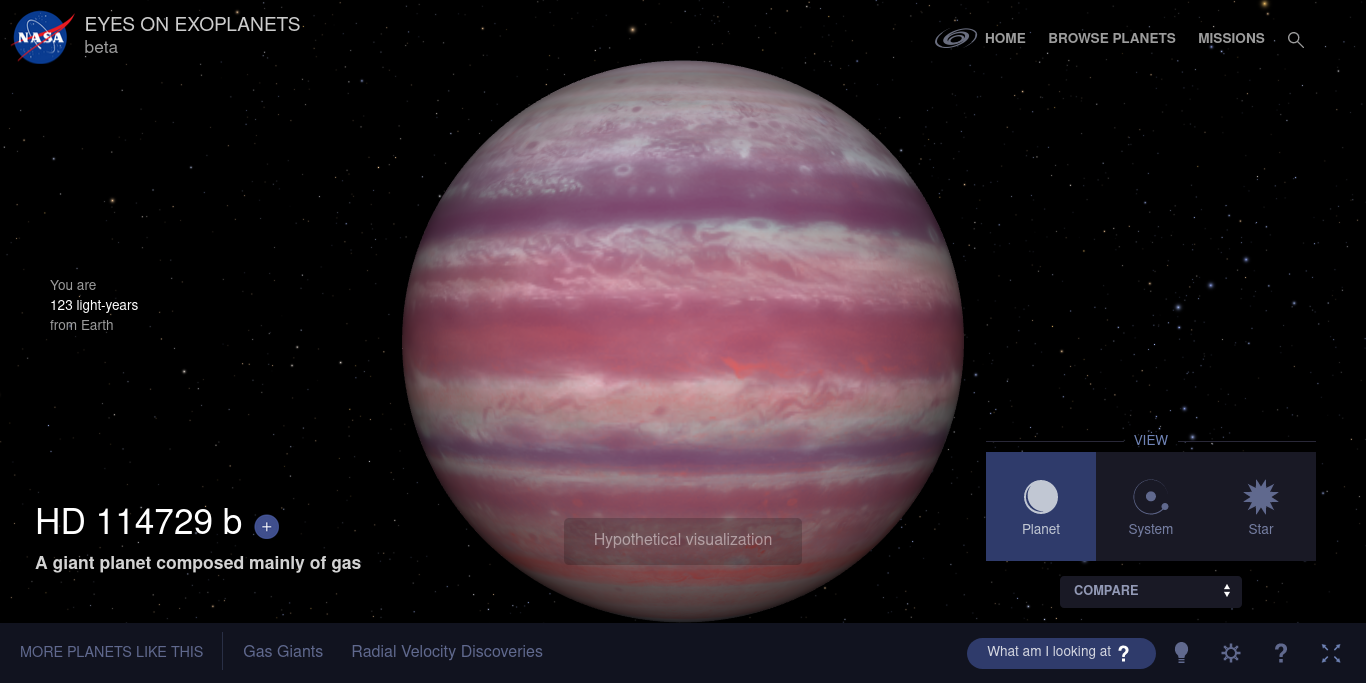 NASA
EYES ON EXOPLANETS
beta
HOME
BROWSE PLANETS
MISSIONS
You are
123 light-years
from Earth
HD 114729 b +
A giant planet composed mainly of gas
Hypothetical visualization
VIEW
Planet
System
Star
COMPARE
MORE PLANETS LIKE THIS
Gas Giants
Radial Velocity Discoveries
What am I looking at ?
?